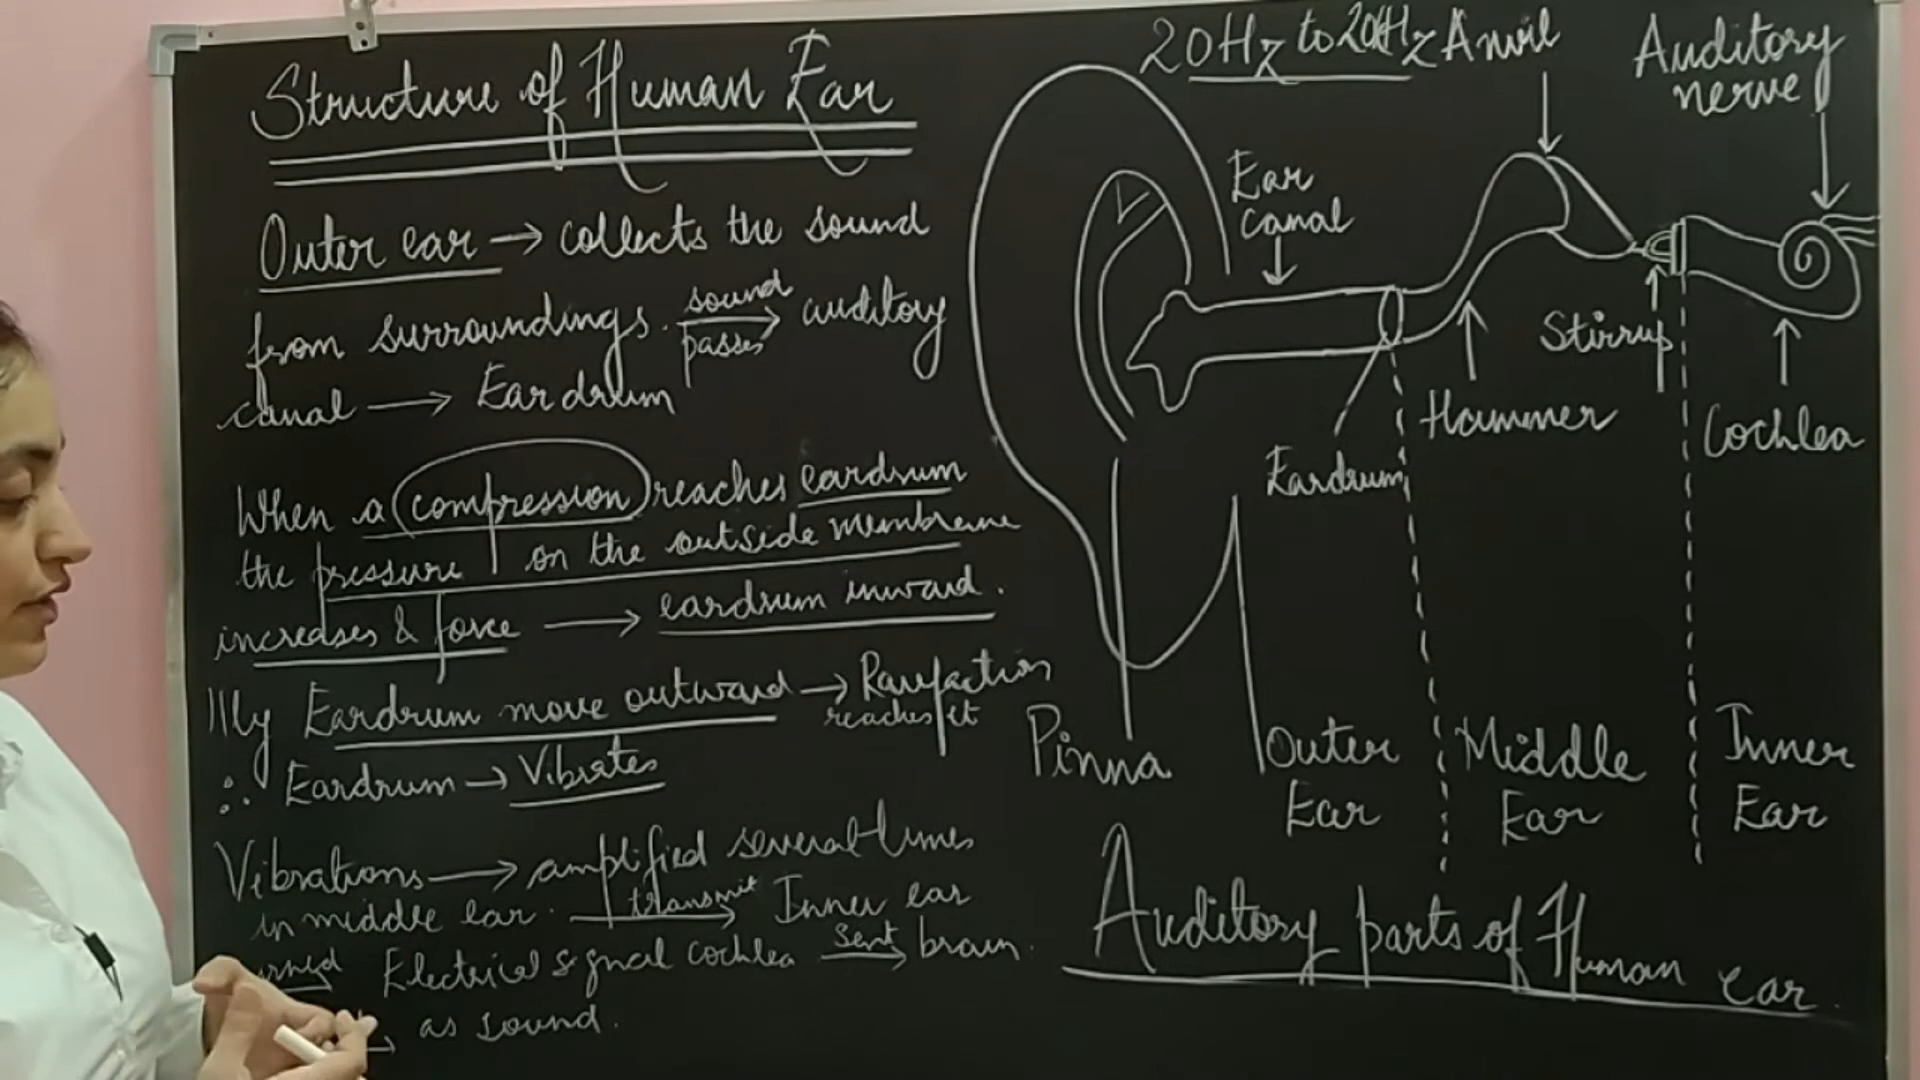 Structure of Human Ear
Outer ear → collects the sound
from surroundings. sound passes → auditory
canal → Eardrum
When a compression reaches eardrum
the pressure on the outside membrane
increases & force → eardrum inward.
|||ly Eardrum move outward → Rarefaction
reaches it
∴ Eardrum → Vibrates
Vibrations → amplified several times
in middle ear. transmit → Inner ear
Electrical signal cochlea sent → brain.
→ as sound.
20Hz to 20kHz
Anvil
Auditory
nerve
Ear
canal
Stirrup
Hammer
Cochlea
Eardrum
Pinna
Outer
Ear
Middle
Ear
Inner
Ear
Auditory parts of Human ear.